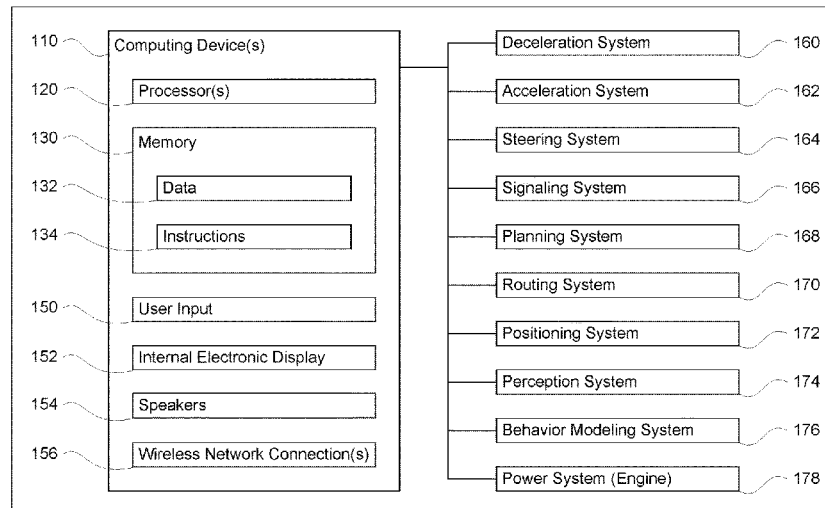 110 Computing Device(s)
120 Processor(s)
130 Memory
132 Data
134 Instructions
150 User Input
152 Internal Electronic Display
154 Speakers
156 Wireless Network Connection(s)
Deceleration System 160
Acceleration System 162
Steering System 164
Signaling System 166
Planning System 168
Routing System 170
Positioning System 172
Perception System 174
Behavior Modeling System 176
Power System (Engine) 178